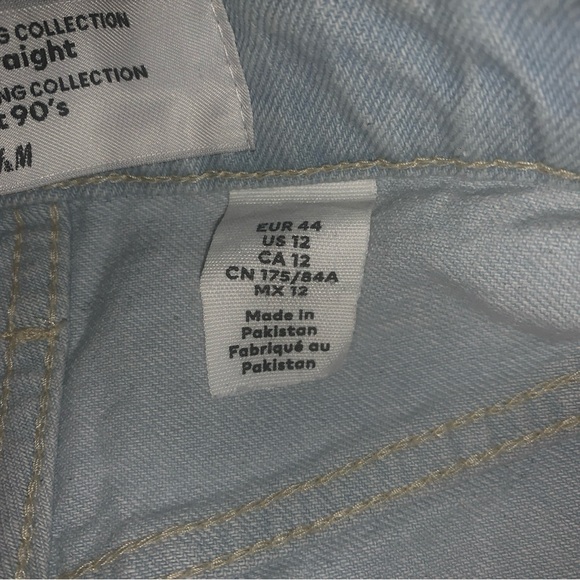 G COLLECTION
aight
NG COLLECTION
t 90's
&M
EUR 44
US 12
CA 12
CN 175/84A
MX 12
Made in
Pakistan
Fabriqué au
Pakistan